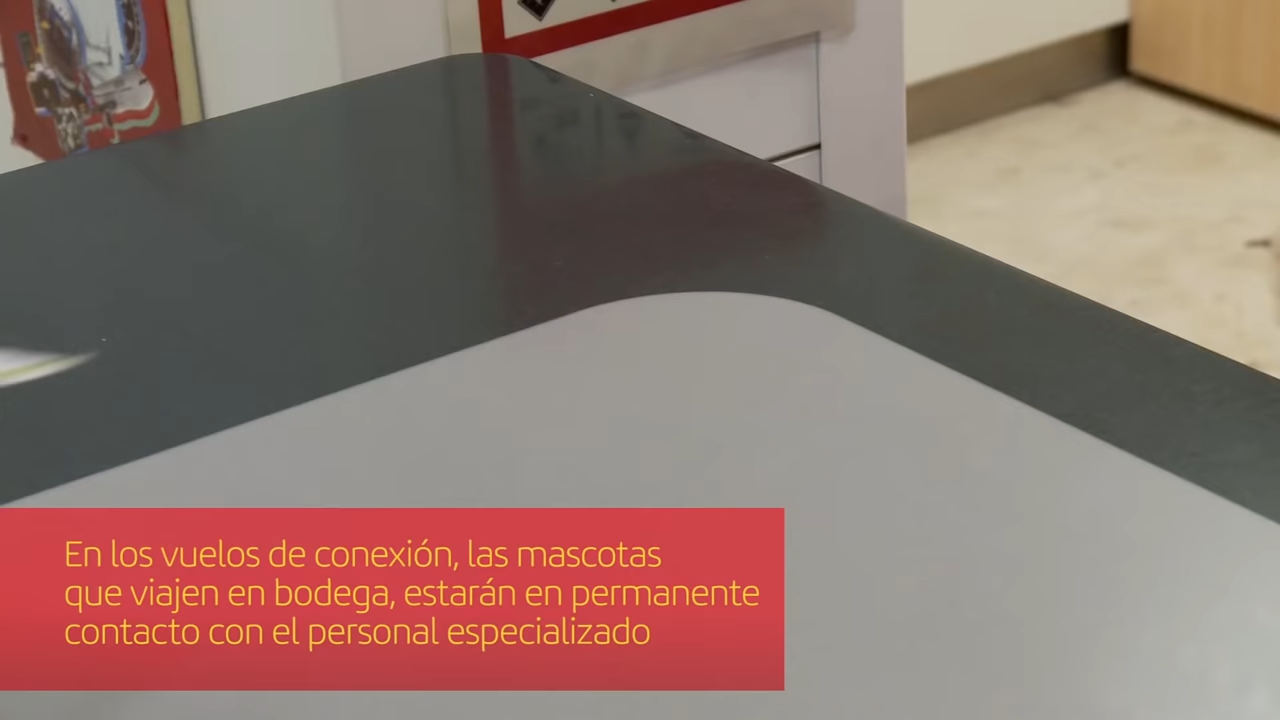 En los vuelos de conexión, las mascotas
que viajen en bodega, estarán en permanente
contacto con el personal especializado